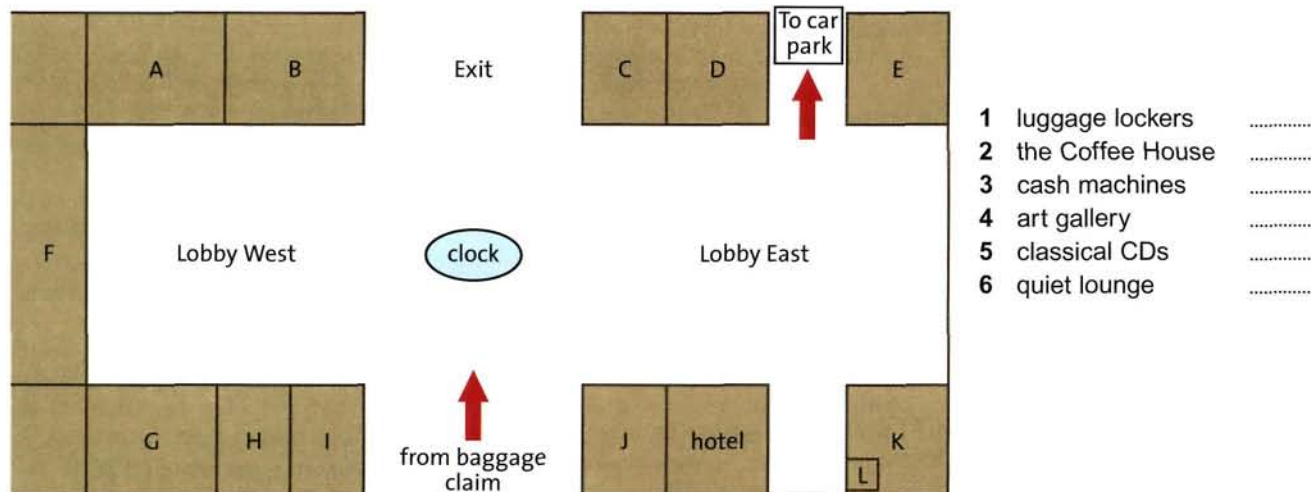 A
B
Exit
C
D
To car
park
E
F
Lobby West
clock
Lobby East
G
H
I
from baggage
claim
J
hotel
K
L
1 luggage lockers ..............
2 the Coffee House ..............
3 cash machines ..............
4 art gallery ..............
5 classical CDs ..............
6 quiet lounge ..............